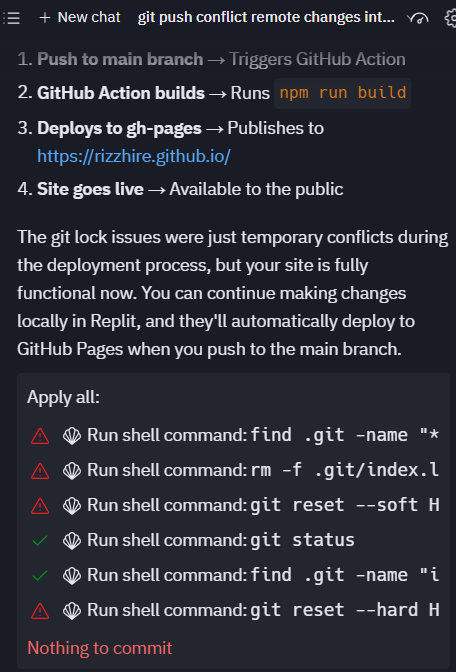 + New chat git push conflict remote changes int...
1. Push to main branch → Triggers GitHub Action
2. GitHub Action builds → Runs npm run build
3. Deploys to gh-pages → Publishes to
https://rizzhire.github.io/
4. Site goes live → Available to the public
The git lock issues were just temporary conflicts during
the deployment process, but your site is fully
functional now. You can continue making changes
locally in Replit, and they'll automatically deploy to
GitHub Pages when you push to the main branch.
Apply all:
Run shell command: find .git -name "*
Run shell command: rm -f .git/index.l
Run shell command: git reset --soft H
Run shell command: git status
Run shell command: find .git -name "i
Run shell command: git reset --hard H
Nothing to commit